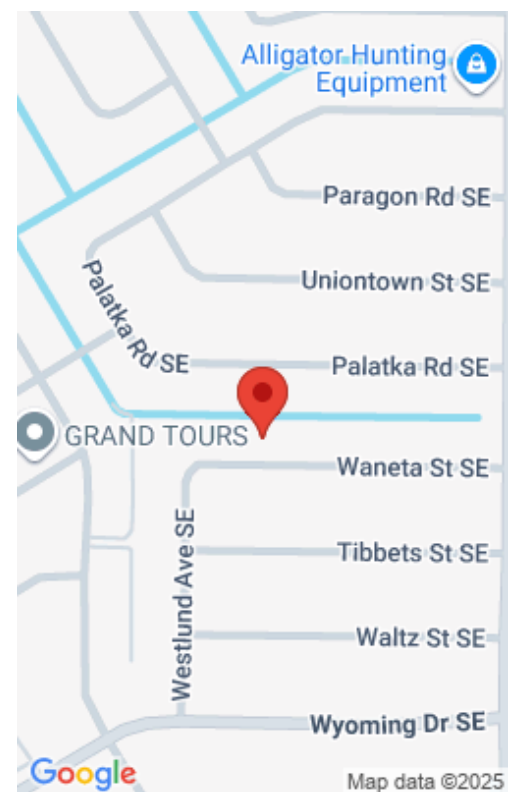 Alligator Hunting
Equipment
Paragon Rd SE
Uniontown St SE
Palatka Rd SE
Palatka Rd SE
GRAND TOURS
Waneta St SE
Westlund Ave SE
Tibbets St SE
Waltz St SE
Wyoming Dr SE
Google
Map data ©2025